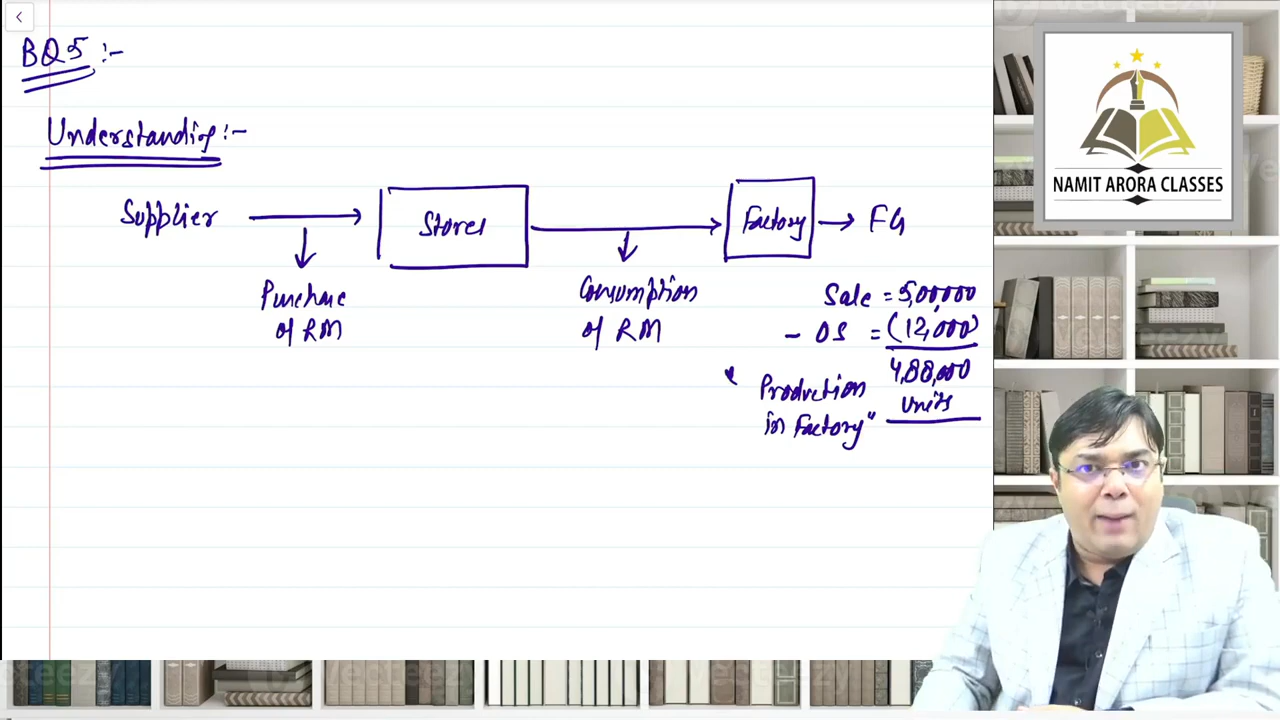 BQ5 :-
Understanding :-
Supplier
Stores
Factory
FG
Purchase
of RM
Consumption
of RM
Sale = 5,00,000
- OS = (12,000)
4,88,000
units
" Production
in Factory"
NAMIT ARORA CLASSES
vecteezy